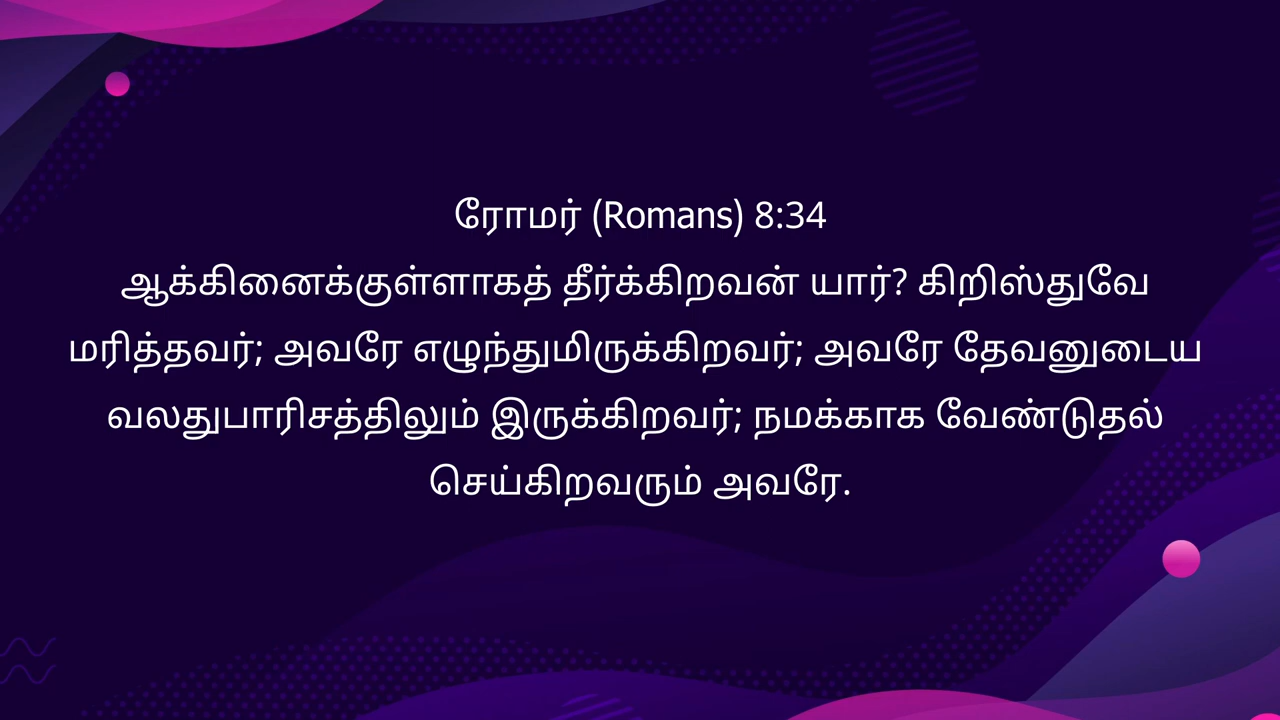 ரோமர் (Romans) 8:34
ஆக்கினைக்குள்ளாகத் தீர்க்கிறவன் யார்? கிறிஸ்துவே
மரித்தவர்; அவரே எழுந்துமிருக்கிறவர்; அவரே தேவனுடைய
வலதுபாரிசத்திலும் இருக்கிறவர்; நமக்காக வேண்டுதல்
செய்கிறவரும் அவரே.